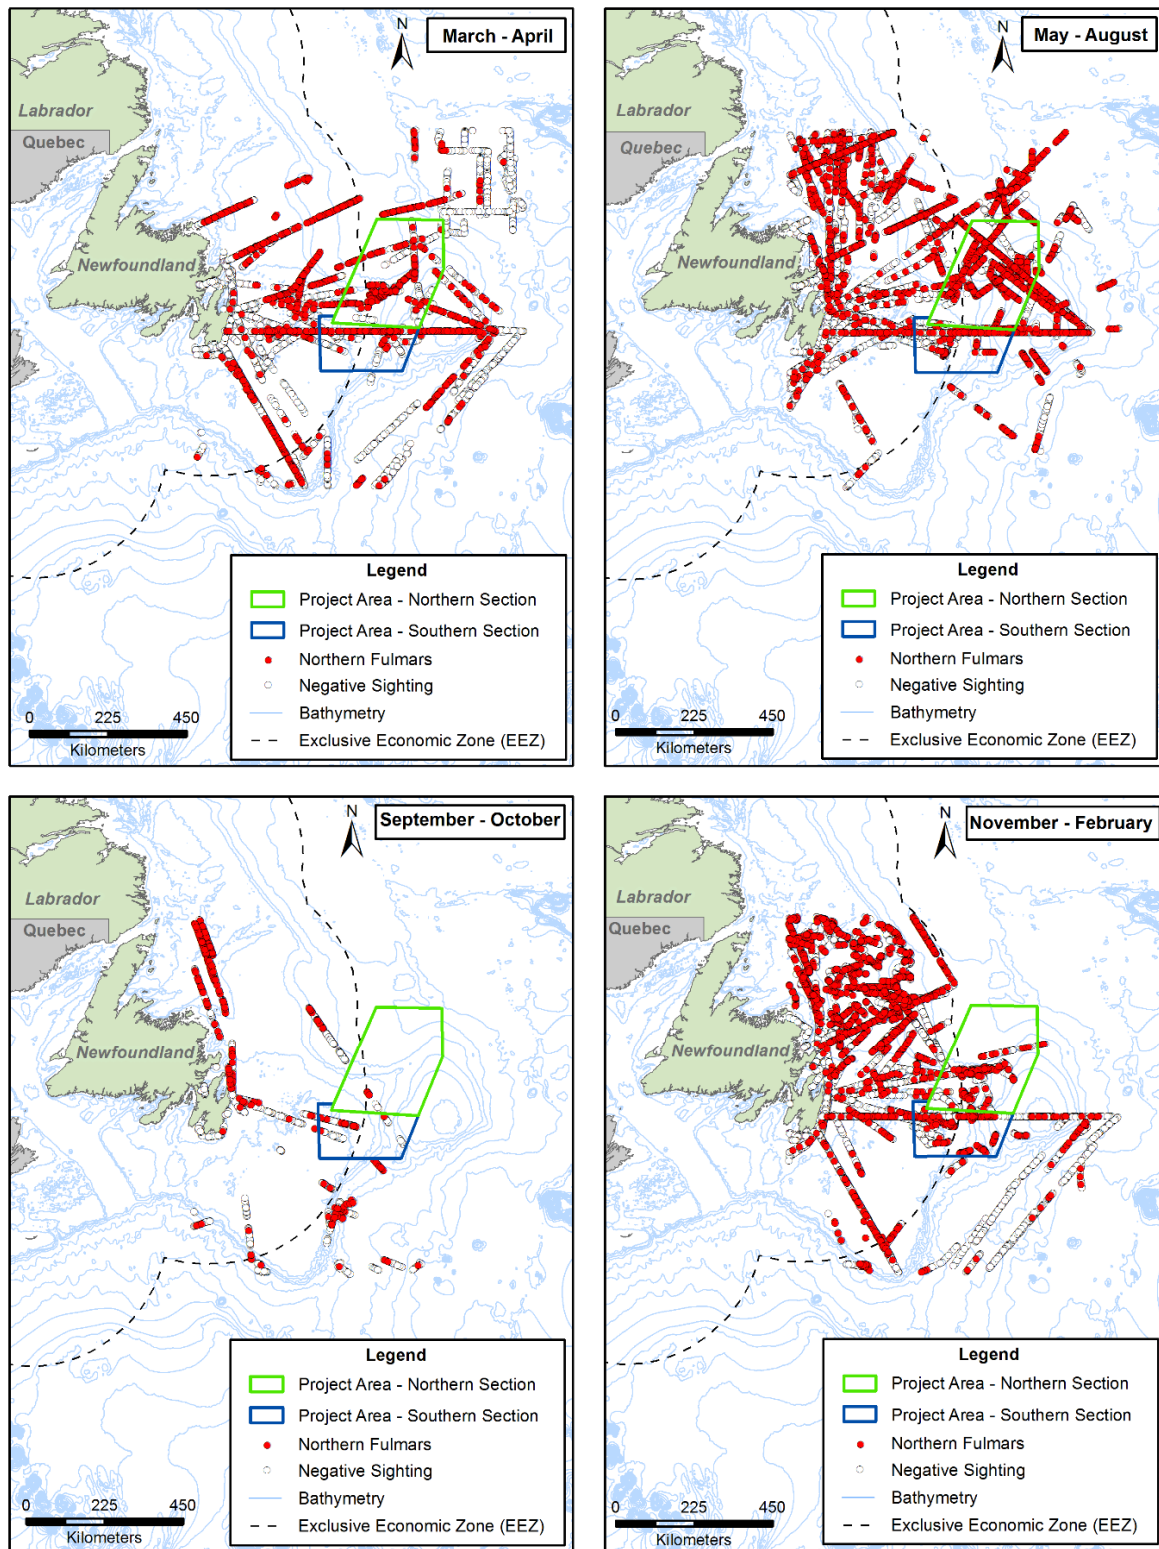 March - April
N
Labrador
Quebec
Newfoundland
Legend
Project Area - Northern Section
Project Area - Southern Section
Northern Fulmars
Negative Sighting
Bathymetry
Exclusive Economic Zone (EEZ)
0 225 450
Kilometers
May - August
N
Labrador
Quebec
Newfoundland
Legend
Project Area - Northern Section
Project Area - Southern Section
Northern Fulmars
Negative Sighting
Bathymetry
Exclusive Economic Zone (EEZ)
0 225 450
Kilometers
September - October
N
Labrador
Quebec
Newfoundland
Legend
Project Area - Northern Section
Project Area - Southern Section
Northern Fulmars
Negative Sighting
Bathymetry
Exclusive Economic Zone (EEZ)
0 225 450
Kilometers
November - February
N
Labrador
Quebec
Newfoundland
Legend
Project Area - Northern Section
Project Area - Southern Section
Northern Fulmars
Negative Sighting
Bathymetry
Exclusive Economic Zone (EEZ)
0 225 450
Kilometers